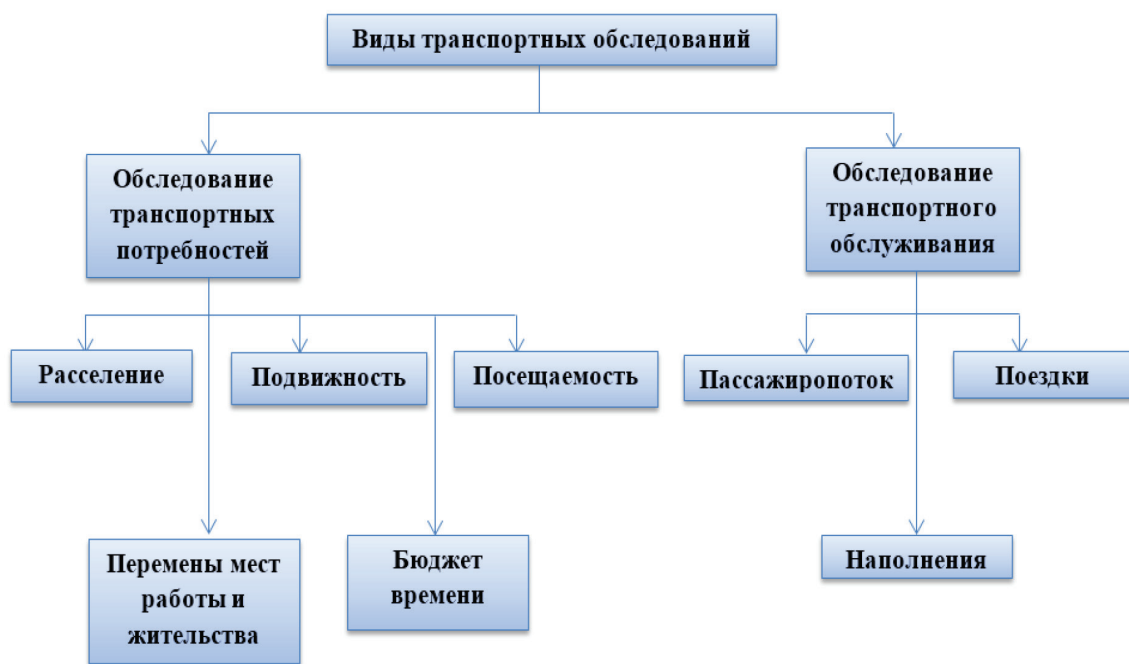 Виды транспортных обследований
Обследование
транспортных
потребностей
Обследование
транспортного
обслуживания
Расселение
Подвижность
Посещаемость
Пассажиропоток
Поездки
Перемены мест
работы и
жительства
Бюджет
времени
Наполнения